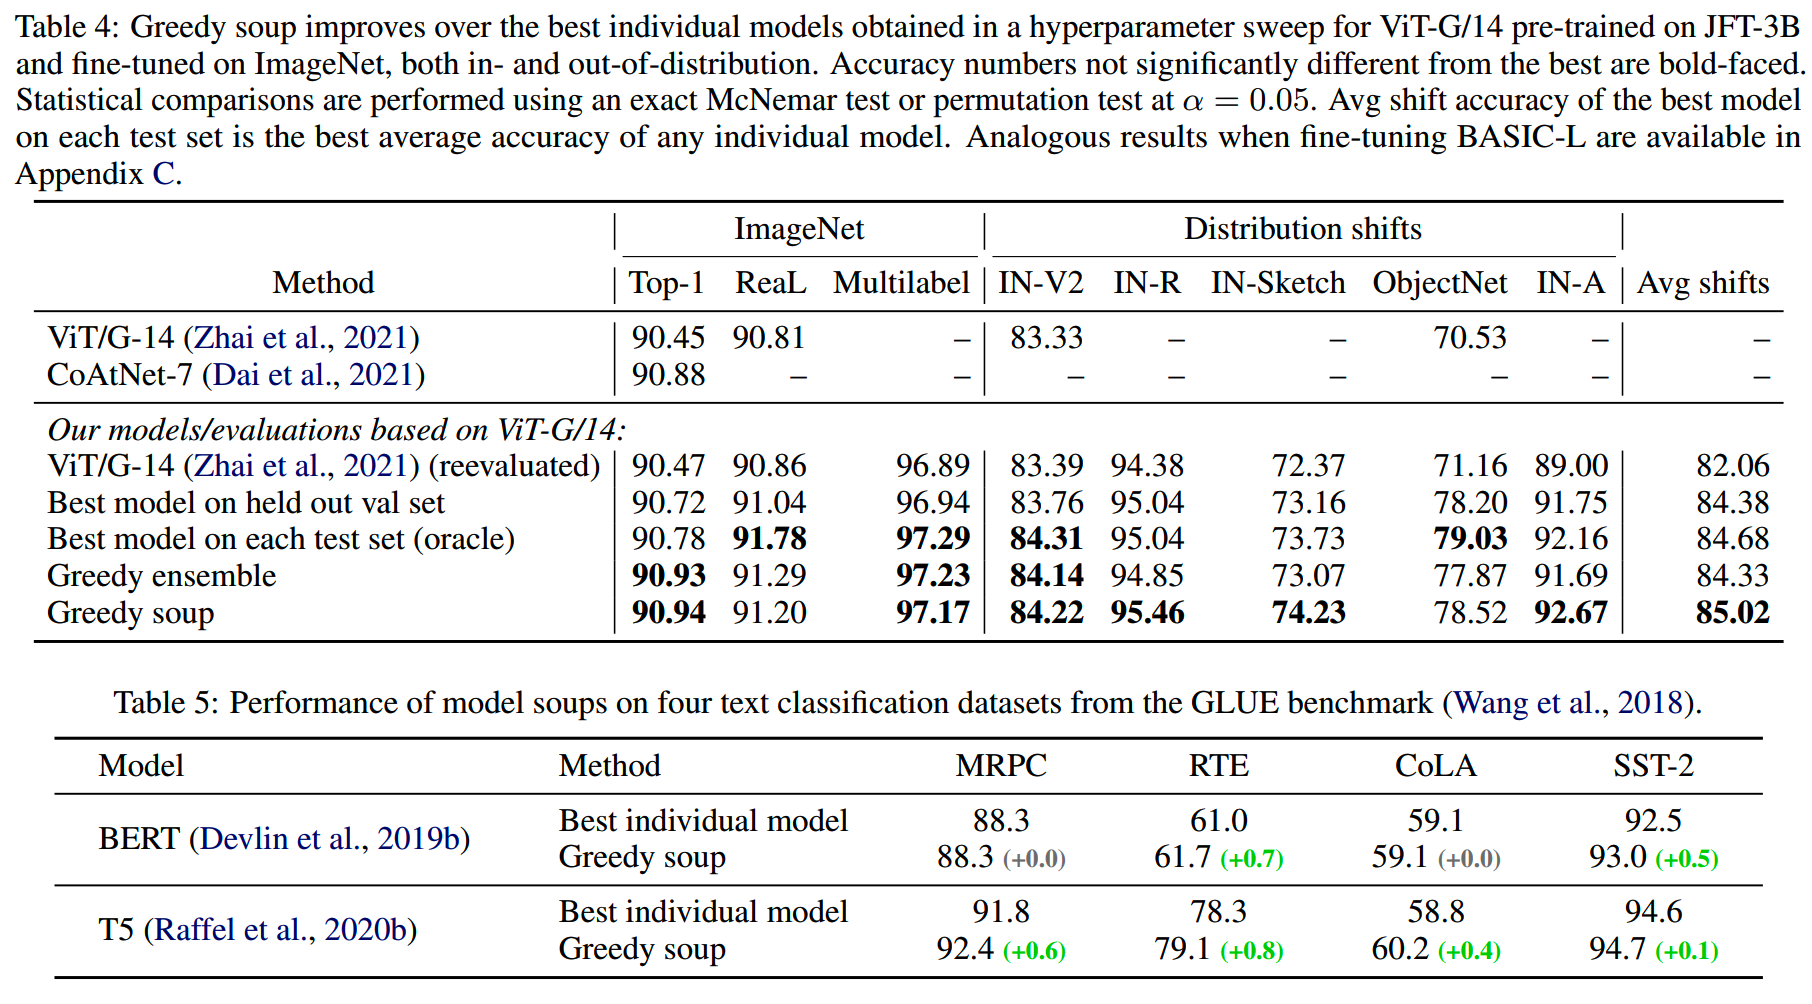 Table 4: Greedy soup improves over the best individual models obtained in a hyperparameter sweep for ViT-G/14 pre-trained on JFT-3B
and fine-tuned on ImageNet, both in- and out-of-distribution. Accuracy numbers not significantly different from the best are bold-faced.
Statistical comparisons are performed using an exact McNemar test or permutation test at α = 0.05. Avg shift accuracy of the best model
on each test set is the best average accuracy of any individual model. Analogous results when fine-tuning BASIC-L are available in
Appendix C.
ImageNet Distribution shifts
Method Top-1 ReaL Multilabel IN-V2 IN-R IN-Sketch ObjectNet IN-A Avg shifts
ViT/G-14 (Zhai et al., 2021) 90.45 90.81 – 83.33 – – 70.53 – –
CoAtNet-7 (Dai et al., 2021) 90.88 – – – – – – – –
Our models/evaluations based on ViT-G/14:
ViT/G-14 (Zhai et al., 2021) (reevaluated) 90.47 90.86 96.89 83.39 94.38 72.37 71.16 89.00 82.06
Best model on held out val set 90.72 91.04 96.94 83.76 95.04 73.16 78.20 91.75 84.38
Best model on each test set (oracle) 90.78 91.78 97.29 84.31 95.04 73.73 79.03 92.16 84.68
Greedy ensemble 90.93 91.29 97.23 84.14 94.85 73.07 77.87 91.69 84.33
Greedy soup 90.94 91.20 97.17 84.22 95.46 74.23 78.52 92.67 85.02
Table 5: Performance of model soups on four text classification datasets from the GLUE benchmark (Wang et al., 2018).
Model Method MRPC RTE CoLA SST-2
BERT (Devlin et al., 2019b)
Best individual model 88.3 61.0 59.1 92.5
Greedy soup 88.3 (+0.0) 61.7 (+0.7) 59.1 (+0.0) 93.0 (+0.5)
T5 (Raffel et al., 2020b)
Best individual model 91.8 78.3 58.8 94.6
Greedy soup 92.4 (+0.6) 79.1 (+0.8) 60.2 (+0.4) 94.7 (+0.1)